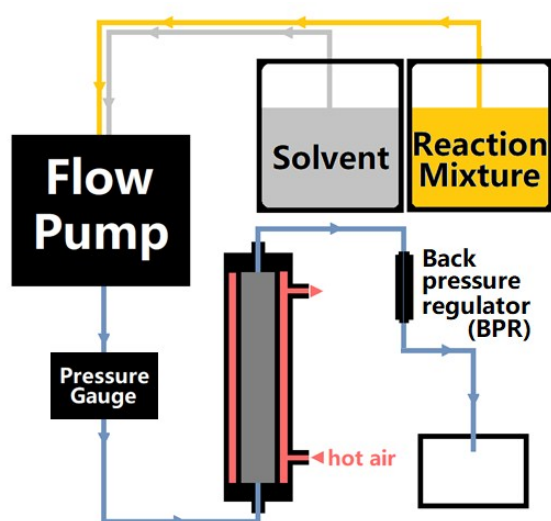 Solvent
Reaction
Mixture
Flow
Pump
Back
pressure
regulator
(BPR)
Pressure
Gauge
hot air